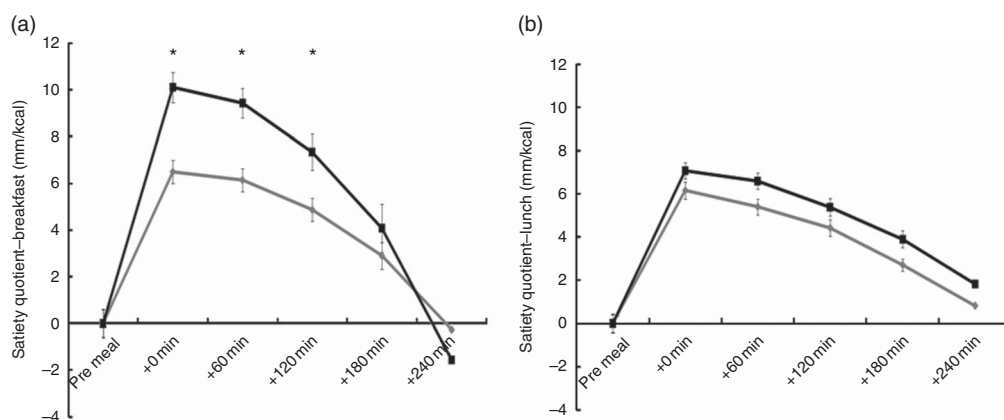 (a)
Satiety quotient–breakfast (mm/kcal)
12
10
8
6
4
2
0
–2
–4
* * *
Pre meal
+0 min
+60 min
+120 min
+180 min
+240 min
(b)
Satiety quotient–lunch (mm/kcal)
12
10
8
6
4
2
0
–2
–4
Pre meal
+0 min
+60 min
+120 min
+180 min
+240 min